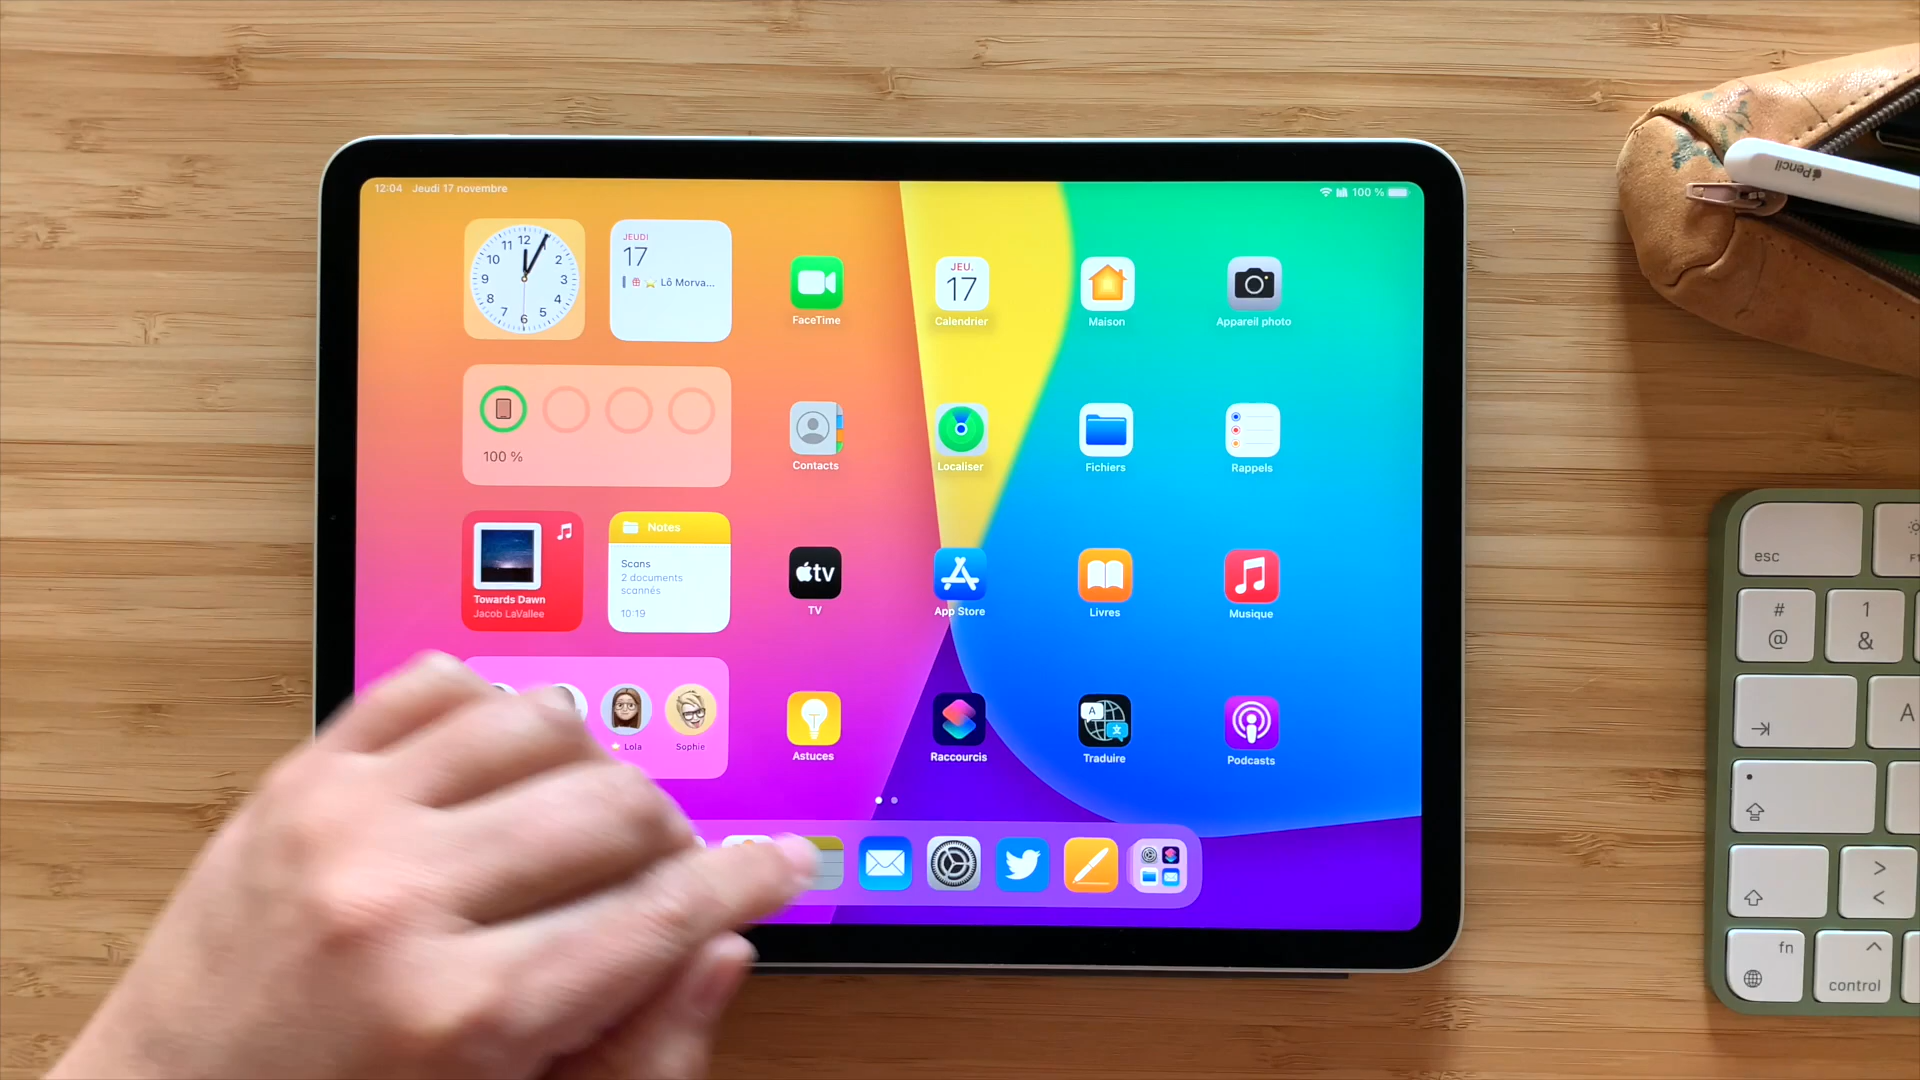 12:04 Jeudi 17 novembre
100 %
12
1
2
3
4
5
6
7
8
9
10
11
JEUDI
17
Lô Morva...
FaceTime
JEU.
17
Calendrier
Maison
Appareil photo
100 %
Contacts
Localiser
Fichiers
Rappels
Towards Dawn
Jacob LaVallee
Notes
Scans
2 documents
scannés
10:19
tv
TV
App Store
Livres
Musique
Lola
Sophie
Astuces
Raccourcis
A
Traduire
Podcasts
Pencil
esc
F1
#
@
1
&
A
>
<
fn
control